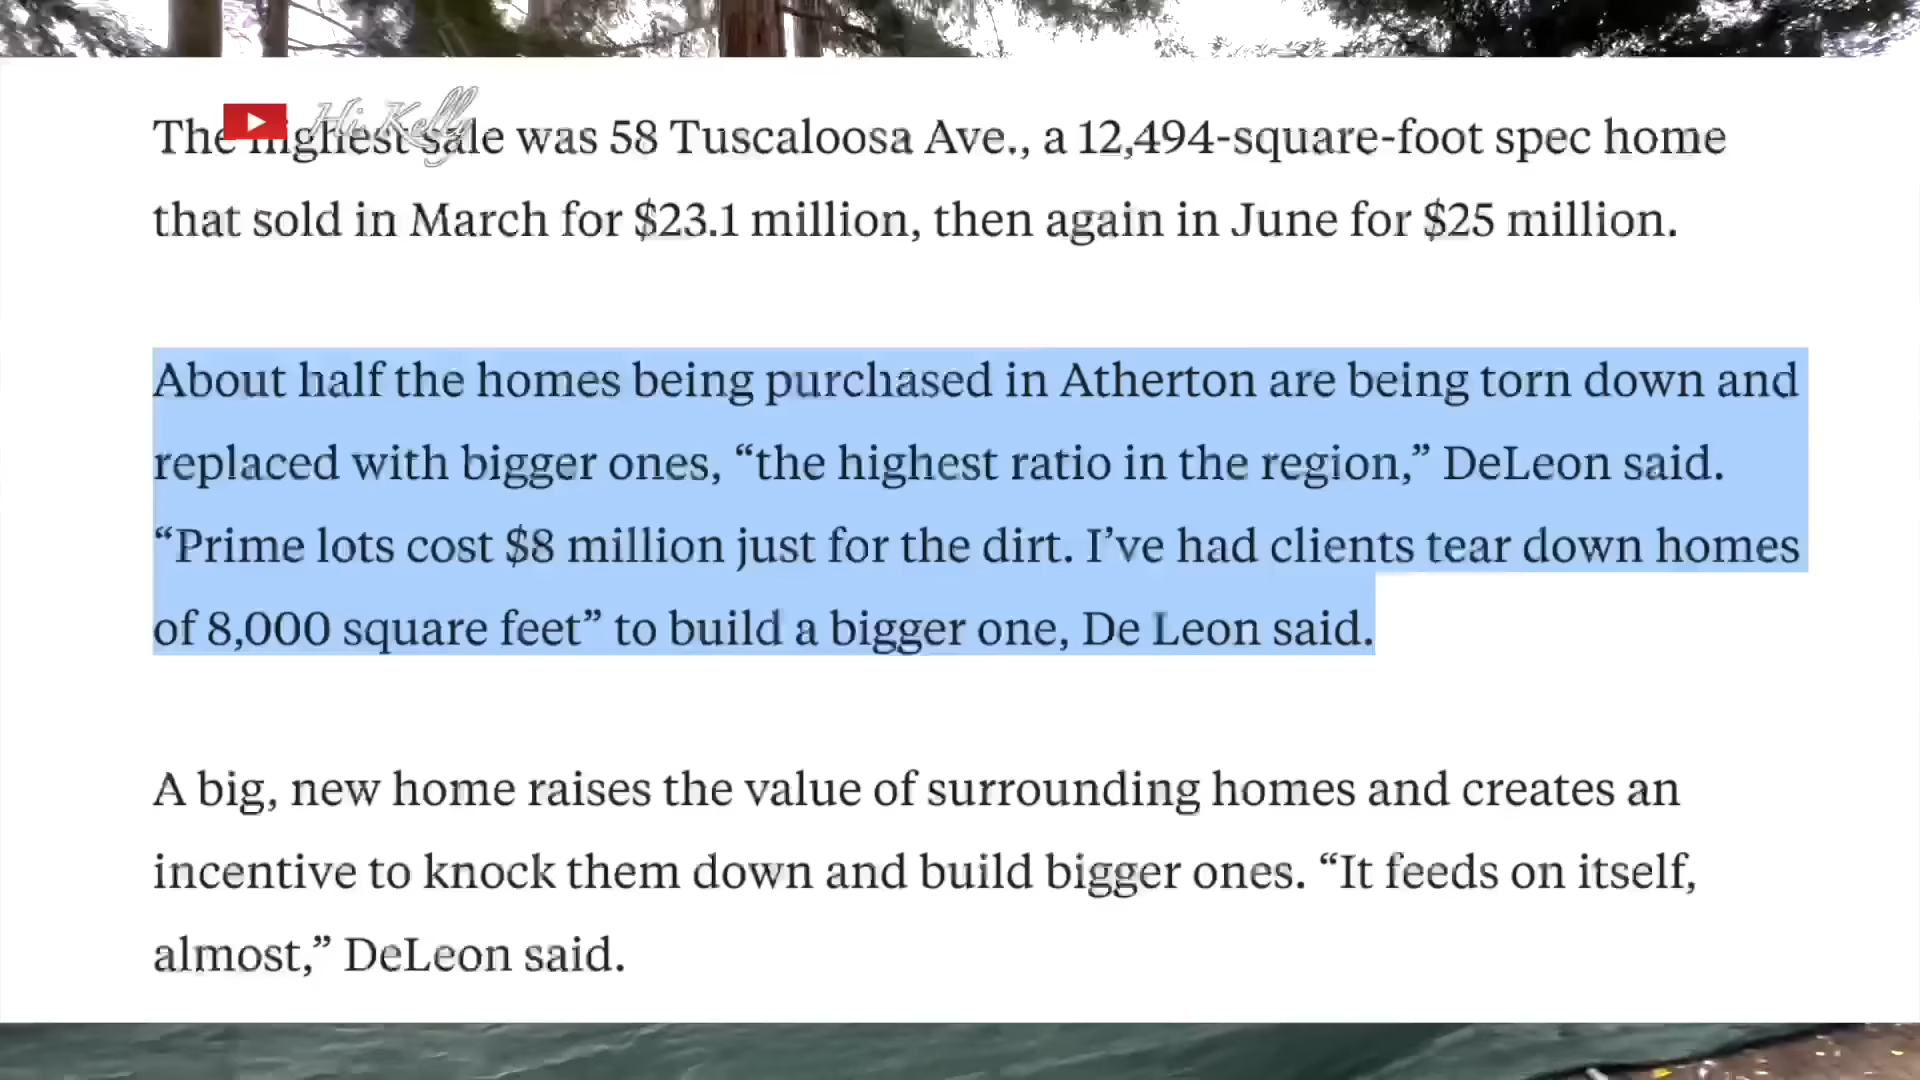 Hi Kelly
The highest sale was 58 Tuscaloosa Ave., a 12,494-square-foot spec home
that sold in March for $23.1 million, then again in June for $25 million.
About half the homes being purchased in Atherton are being torn down and
replaced with bigger ones, “the highest ratio in the region,” DeLeon said.
“Prime lots cost $8 million just for the dirt. I’ve had clients tear down homes
of 8,000 square feet” to build a bigger one, De Leon said.
A big, new home raises the value of surrounding homes and creates an
incentive to knock them down and build bigger ones. “It feeds on itself,
almost,” DeLeon said.